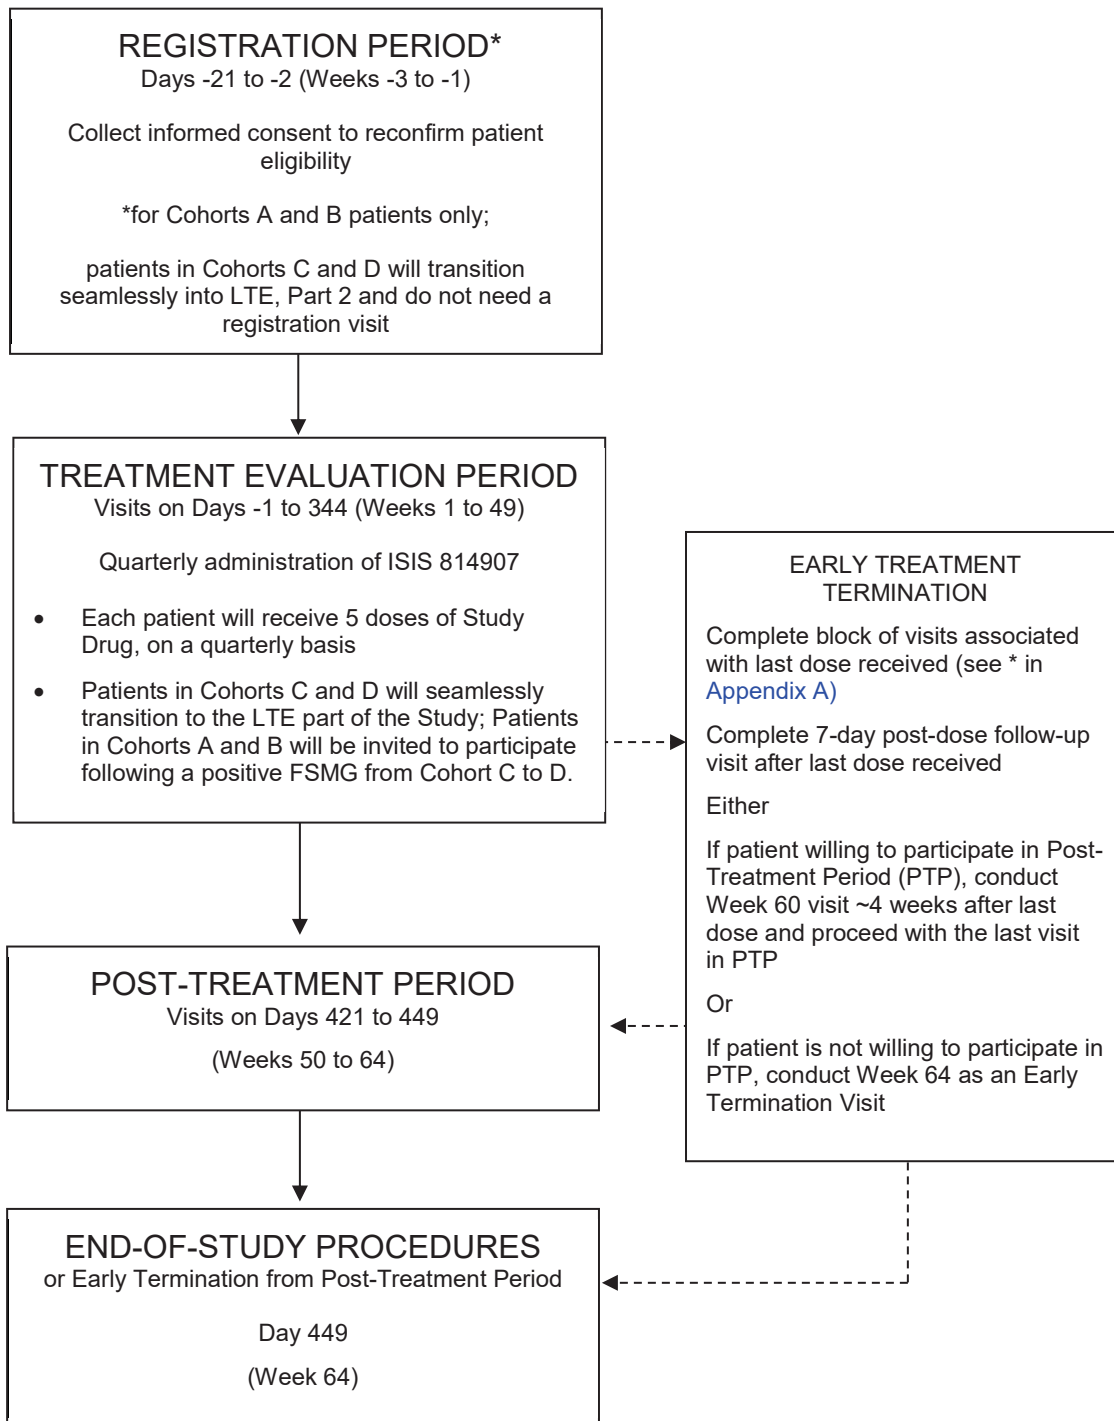 REGISTRATION PERIOD*
Days -21 to -2 (Weeks -3 to -1)
Collect informed consent to reconfirm patient
eligibility
*for Cohorts A and B patients only;
patients in Cohorts C and D will transition
seamlessly into LTE, Part 2 and do not need a
registration visit
TREATMENT EVALUATION PERIOD
Visits on Days -1 to 344 (Weeks 1 to 49)
Quarterly administration of ISIS 814907
• Each patient will receive 5 doses of Study
Drug, on a quarterly basis
• Patients in Cohorts C and D will seamlessly
transition to the LTE part of the Study; Patients
in Cohorts A and B will be invited to participate
following a positive FSMG from Cohort C to D.
EARLY TREATMENT
TERMINATION
Complete block of visits associated
with last dose received (see * in
Appendix A)
Complete 7-day post-dose follow-up
visit after last dose received
Either
If patient willing to participate in Post-
Treatment Period (PTP), conduct
Week 60 visit ~4 weeks after last
dose and proceed with the last visit
in PTP
Or
If patient is not willing to participate in
PTP, conduct Week 64 as an Early
Termination Visit
POST-TREATMENT PERIOD
Visits on Days 421 to 449
(Weeks 50 to 64)
END-OF-STUDY PROCEDURES
or Early Termination from Post-Treatment Period
Day 449
(Week 64)